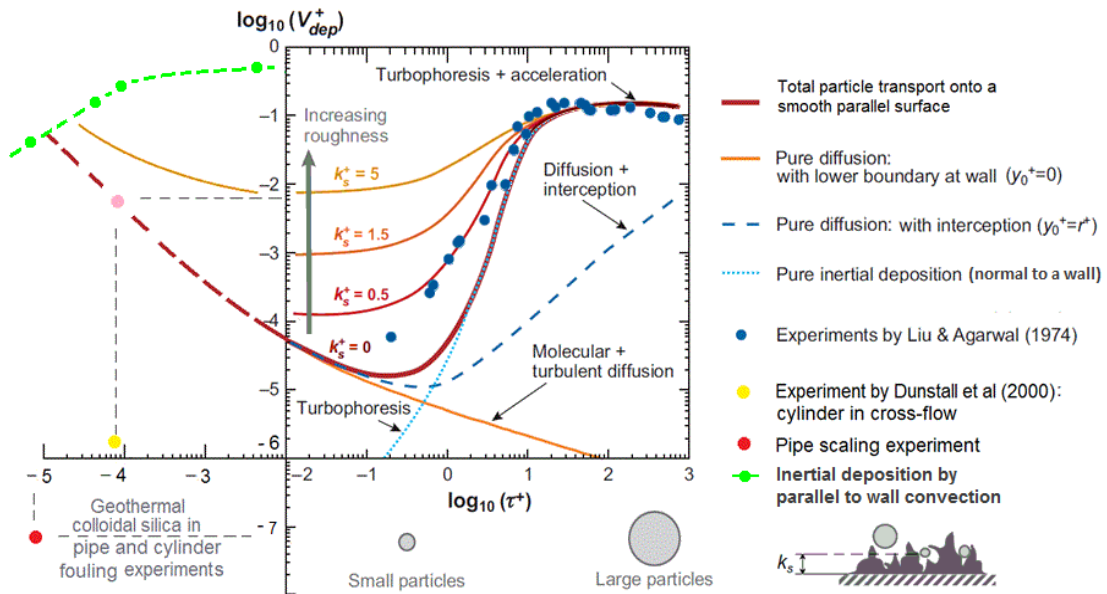 log₁₀ (V⁺dep)
0
−1
−2
−3
−4
−5
- 6
- 7
Turbophoresis + acceleration
Increasing
roughness
kₛ⁺ = 5
kₛ⁺ = 1.5
kₛ⁺ = 0.5
kₛ⁺ = 0
Diffusion +
interception
Molecular +
turbulent diffusion
Turbophoresis
−5
−4
−3
−2
−1
0
1
2
3
log₁₀ (τ⁺)
Geothermal
colloidal silica in
pipe and cylinder
fouling experiments
Small particles
Large particles
Total particle transport onto a
smooth parallel surface
Pure diffusion:
with lower boundary at wall (y₀⁺=0)
Pure diffusion: with interception (y₀⁺=r⁺)
Pure inertial deposition (normal to a wall)
Experiments by Liu & Agarwal (1974)
Experiment by Dunstall et al (2000):
cylinder in cross-flow
Pipe scaling experiment
Inertial deposition by
parallel to wall convection
kₛ